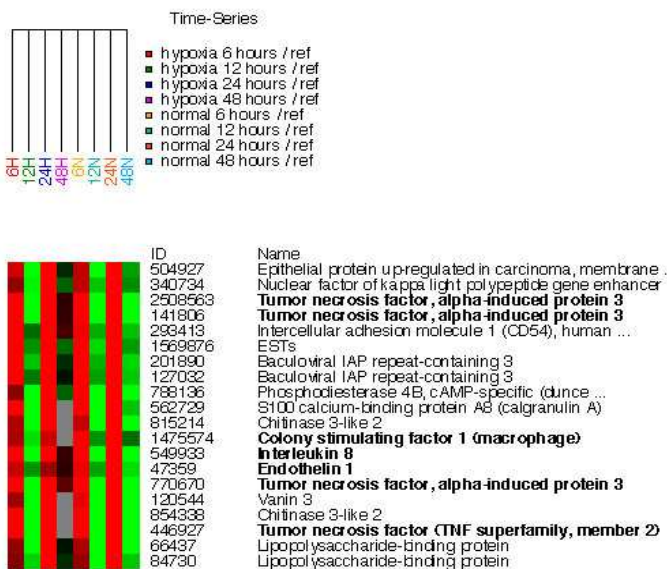 Time-Series
hypoxia 6 hours / ref
hypoxia 12 hours / ref
hypoxia 24 hours / ref
hypoxia 48 hours / ref
normal 6 hours / ref
normal 12 hours / ref
normal 24 hours / ref
normal 48 hours / ref
6H 12H 24H 48H 6N 12N 24N 48N
ID Name
504927 Epithelial protein up-regulated in carcinoma, membrane .
340734 Nuclear factor of kappa light polypeptide gene enhancer
2508563 Tumor necrosis factor, alpha-induced protein 3
141806 Tumor necrosis factor, alpha-induced protein 3
293413 Intercellular adhesion molecule 1 (CD54), human ...
1569876 ESTs
201890 Baculoviral IAP repeat-containing 3
127032 Baculoviral IAP repeat-containing 3
788136 Phosphodiesterase 4B, cAMP-specific (dunce ...
562729 S100 calcium-binding protein A8 (calgranulin A)
815214 Chitinase 3-like 2
1475574 Colony stimulating factor 1 (macrophage)
549933 Interleukin 8
47359 Endothelin 1
770670 Tumor necrosis factor, alpha-induced protein 3
120544 Vanin 3
854338 Chitinase 3-like 2
446927 Tumor necrosis factor (TNF superfamily, member 2)
66437 Lipopolysaccharide-binding protein
84730 Lipopolysaccharide-binding protein